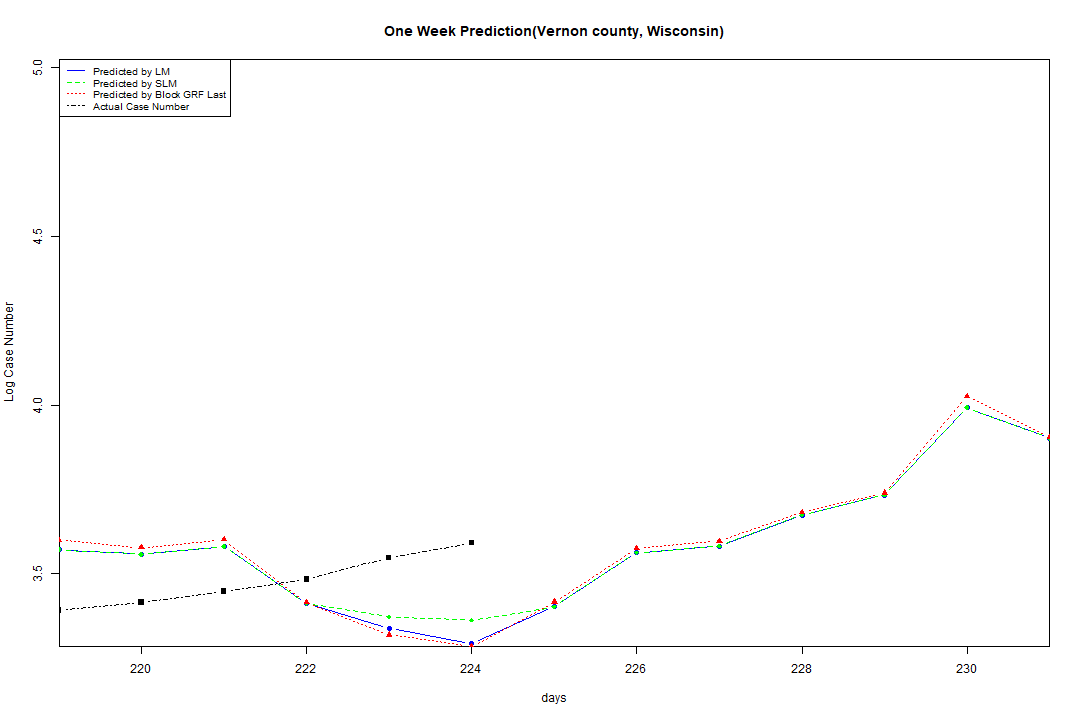 One Week Prediction(Vernon county, Wisconsin)
Predicted by LM
Predicted by SLM
Predicted by Block GRF Last
Actual Case Number
5.0
4.5
4.0
3.5
Log Case Number
220 222 224 226 228 230
days